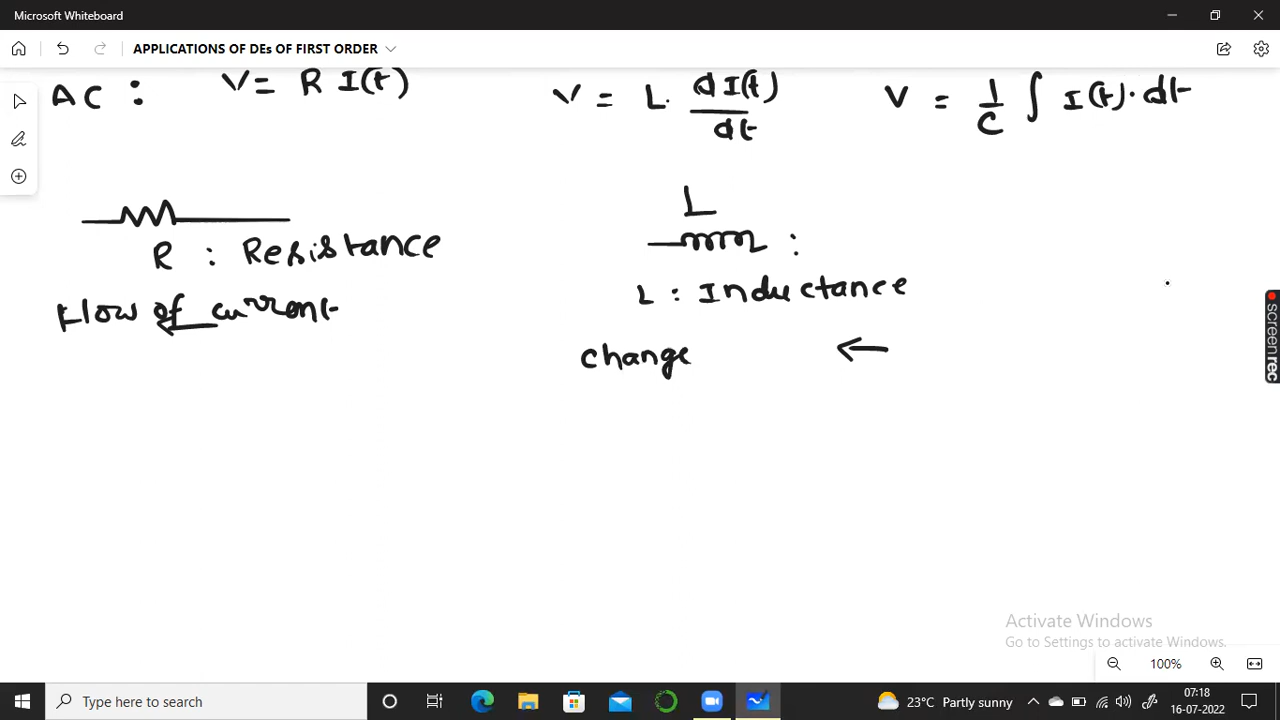 Microsoft Whiteboard
APPLICATIONS OF DEs OF FIRST ORDER
AC : V = R I(t) V = L . dI(t)/dt V = 1/C ∫ I(t) . dt
L
R : Resistance
:
L : Inductance
Flow of current
change
screenrec
Activate Windows
Go to Settings to activate Windows.
100%
Type here to search
23°C Partly sunny
07:18
16-07-2022